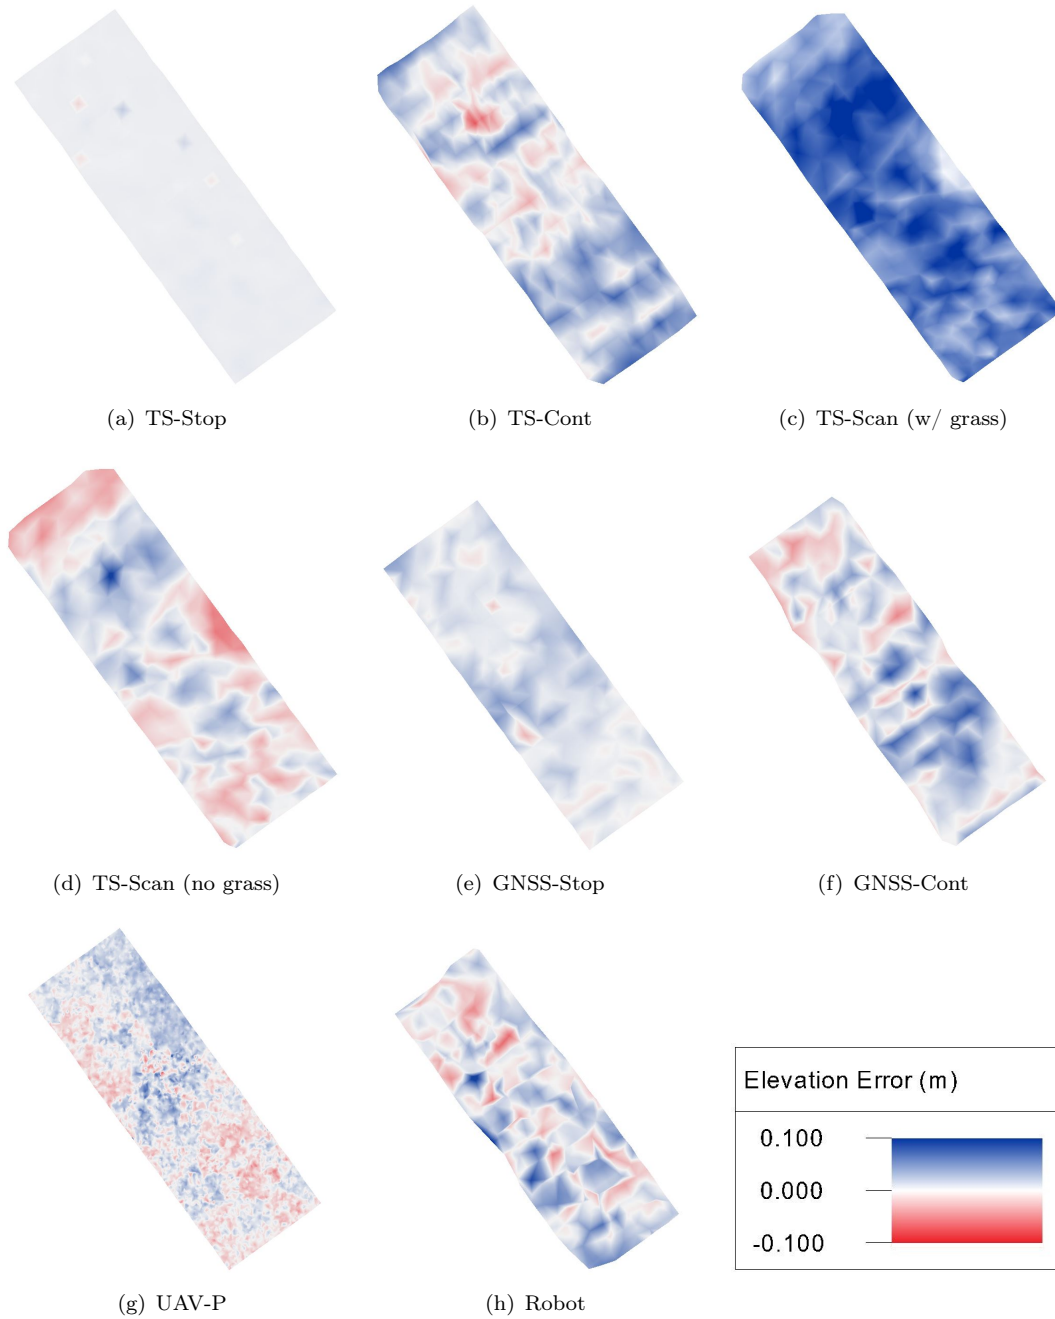 (a) TS-Stop
(b) TS-Cont
(c) TS-Scan (w/ grass)
(d) TS-Scan (no grass)
(e) GNSS-Stop
(f) GNSS-Cont
(g) UAV-P
(h) Robot
Elevation Error (m)
0.100
0.000
-0.100